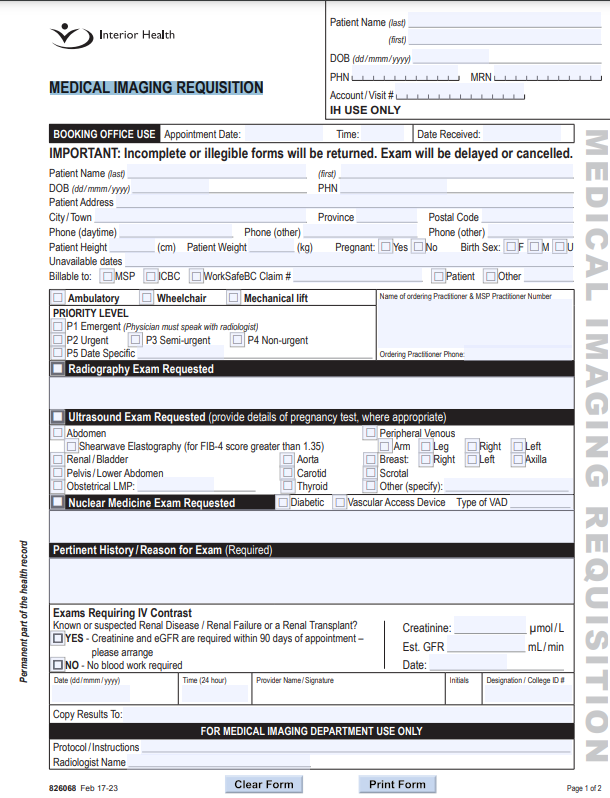 Interior Health
MEDICAL IMAGING REQUISITION
Patient Name (last)
(first)
DOB (dd/mmm/yyyy)
PHN MRN
Account/Visit #
IH USE ONLY
BOOKING OFFICE USE Appointment Date: Time: Date Received:
IMPORTANT: Incomplete or illegible forms will be returned. Exam will be delayed or cancelled.
Patient Name (last) (first)
DOB (dd/mmm/yyyy) PHN
Patient Address
City/Town Province Postal Code
Phone (daytime) Phone (other) Phone (other)
Patient Height (cm) Patient Weight (kg) Pregnant: Yes No Birth Sex: F M U
Unavailable dates
Billable to: MSP ICBC WorkSafeBC Claim # Patient Other
Ambulatory Wheelchair Mechanical lift
Name of ordering Practitioner & MSP Practitioner Number
PRIORITY LEVEL
P1 Emergent (Physician must speak with radiologist)
P2 Urgent P3 Semi-urgent P4 Non-urgent
P5 Date Specific
Ordering Practitioner Phone:
Radiography Exam Requested
Ultrasound Exam Requested (provide details of pregnancy test, where appropriate)
Abdomen Peripheral Venous
Shearwave Elastography (for FIB-4 score greater than 1.35) Arm Leg Right Left
Renal/Bladder Aorta Breast: Right Left Axilla
Pelvis/Lower Abdomen Carotid Scrotal
Obstetrical LMP: Thyroid Other (specify):
Nuclear Medicine Exam Requested Diabetic Vascular Access Device Type of VAD
Pertinent History/Reason for Exam (Required)
Exams Requiring IV Contrast
Known or suspected Renal Disease / Renal Failure or a Renal Transplant?
YES - Creatinine and eGFR are required within 90 days of appointment –
please arrange
NO - No blood work required
Creatinine: µmol/L
Est. GFR mL/min
Date:
Date (dd/mmm/yyyy) Time (24 hour) Provider Name/Signature Initials Designation / College ID #
Copy Results To:
FOR MEDICAL IMAGING DEPARTMENT USE ONLY
Protocol/Instructions
Radiologist Name
826068 Feb 17-23 Clear Form Print Form Page 1 of 2
Permanent part of the health record
MEDICAL IMAGING REQUISITION